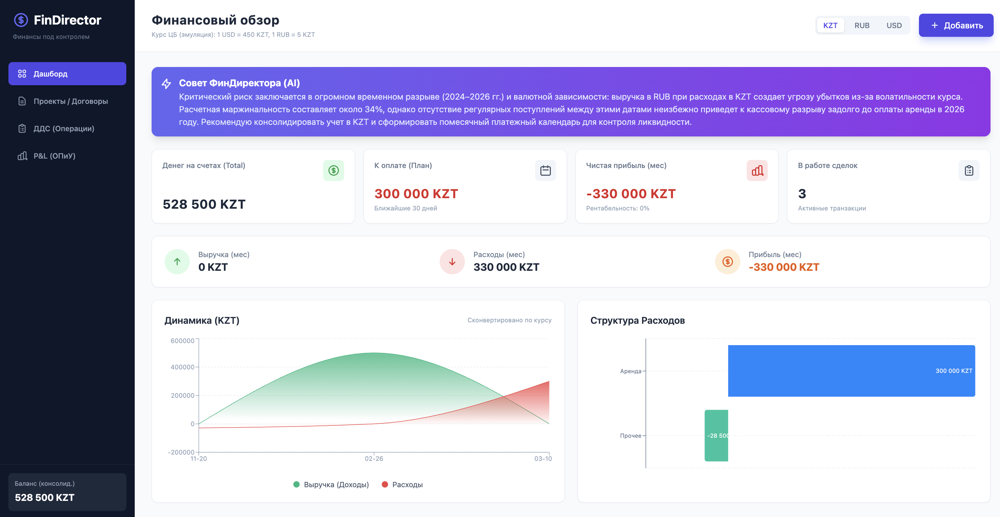 FinDirector
Финансы под контролем
Дашборд
Проекты / Договоры
ДДС (Операции)
P&L (ОПиУ)
Баланс (консолид.)
528 500 KZT
Финансовый обзор
Курс ЦБ (эмуляция): 1 USD = 450 KZT, 1 RUB = 5 KZT
KZT
RUB
USD
+ Добавить
Совет ФинДиректора (AI)
Критический риск заключается в огромном временном разрыве (2024–2026 гг.) и валютной зависимости: выручка в RUB при расходах в KZT создает угрозу убытков из-за волатильности курса.
Расчетная маржинальность составляет около 34%, однако отсутствие регулярных поступлений между этими датами неизбежно приведет к кассовому разрыву задолго до оплаты аренды в 2026
году. Рекомендую консолидировать учет в KZT и сформировать помесячный платежный календарь для контроля ликвидности.
Денег на счетах (Total)
528 500 KZT
К оплате (План)
300 000 KZT
Ближайшие 30 дней
Чистая прибыль (мес)
-330 000 KZT
Рентабельность: 0%
В работе сделок
3
Активные транзакции
Выручка (мес)
0 KZT
Расходы (мес)
330 000 KZT
Прибыль (мес)
-330 000 KZT
Динамика (KZT)
Сконвертировано по курсу
600000
400000
200000
0
-200000
11-20
02-26
03-10
Выручка (Доходы)
Расходы
Структура Расходов
Аренда
300 000 KZT
Прочее
-28 500